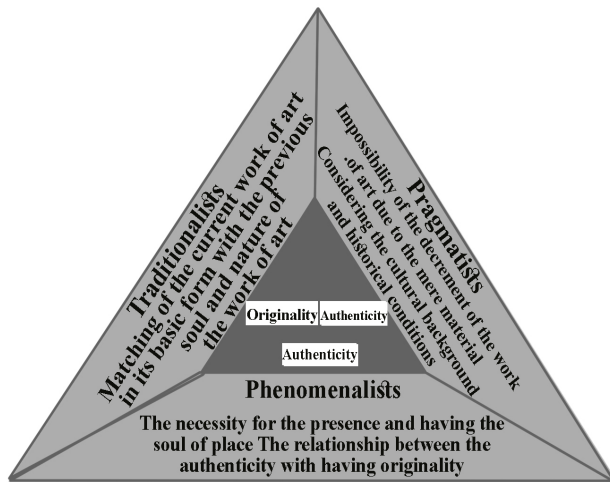 Traditionalists
Matching of the current work of art
in its basic form with the previous
soul and nature of
the work of art
Pragmatists
Impossibility of the decrement of the work
.of art due to the mere material
Considering the cultural background
and historical conditions
Originality
Authenticity
Authenticity
Phenomenalists
The necessity for the presence and having the
soul of place The relationship between the
authenticity with having originality